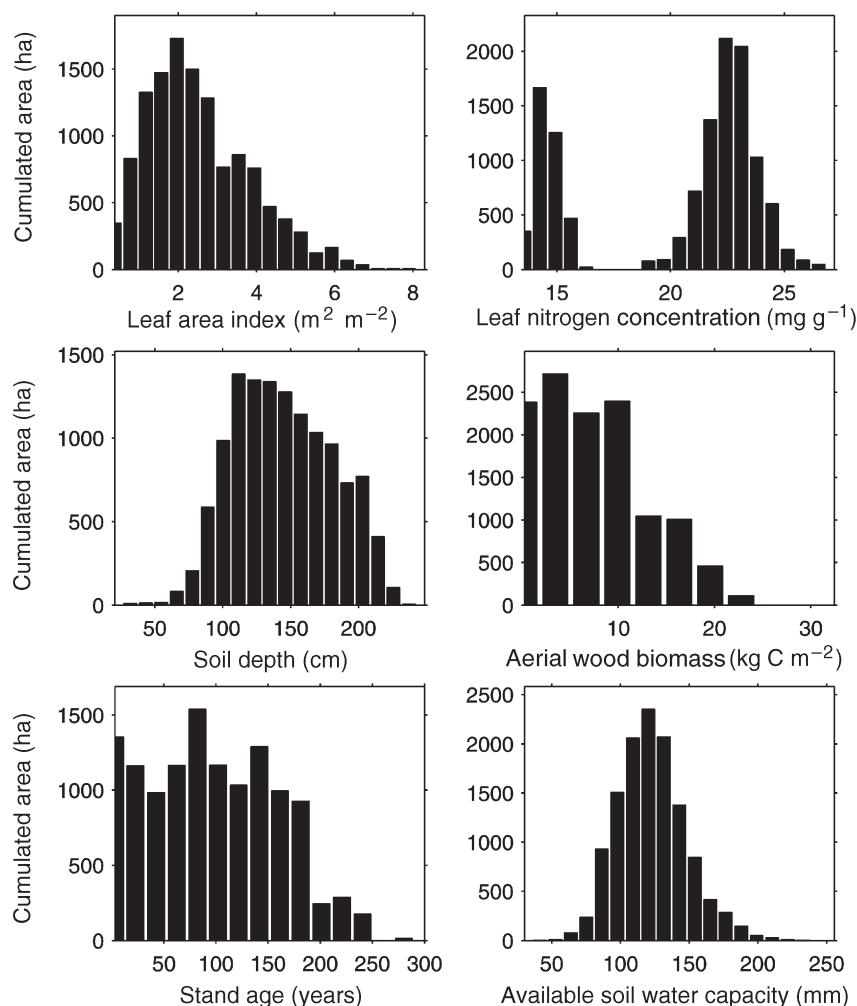 Cumulated area (ha)
1500
1000
500
0
2 4 6 8
Leaf area index (m² m⁻²)
2000
1500
1000
500
0
15 20 25
Leaf nitrogen concentration (mg g⁻¹)
Cumulated area (ha)
1500
1000
500
0
50 100 150 200
Soil depth (cm)
2500
2000
1500
1000
500
0
10 20 30
Aerial wood biomass (kg C m⁻²)
Cumulated area (ha)
1500
1000
500
0
50 100 150 200 250 300
Stand age (years)
2500
2000
1500
1000
500
0
50 100 150 200 250
Available soil water capacity (mm)